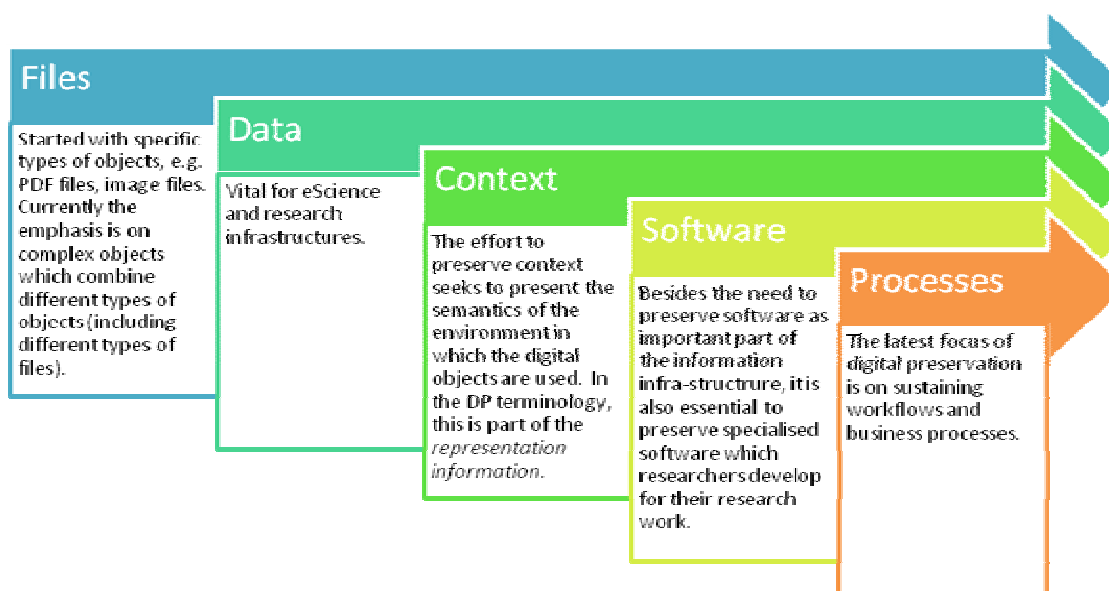 Files
Started with specific
types of objects, e.g.
PDF files, image files.
Currently the
emphasis is on
complex objects
which combine
different types of
objects (including
different types of
files).
Data
Vital for eScience
and research
infrastructures.
Context
The effort to
preserve context
seeks to present the
semantics of the
environment in
which the digital
objects are used. In
the DP terminology,
this is part of the
representation
information.
Software
Besides the need to
preserve software as
important part of
the information
infra-structrure, it is
also essential to
preserve specialised
software which
researchers develop
for their research
work.
Processes
The latest focus of
digital preservation
is on sustaining
workflows and
business processes.